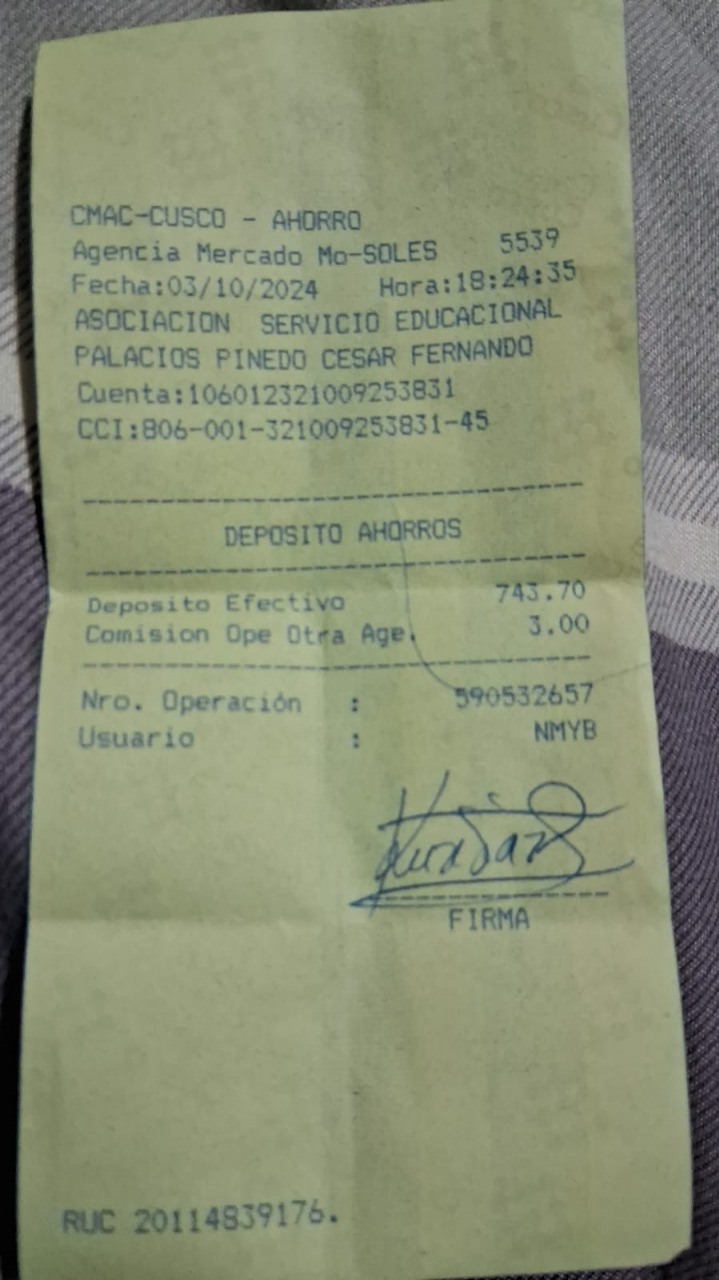 CMAC-CUSCO - AHORRO
Agencia Mercado Mo-SOLES 5539
Fecha:03/10/2024 Hora:18:24:35
ASOCIACION SERVICIO EDUCACIONAL
PALACIOS PINEDO CESAR FERNANDO
Cuenta:106012321009253831
CCI:806-001-321009253831-45
DEPOSITO AHORROS
Deposito Efectivo 743.70
Comision Ope Otra Age. 3.00
Nro. Operación : 590532657
Usuario : NMYB
FIRMA
RUC 20114839176.